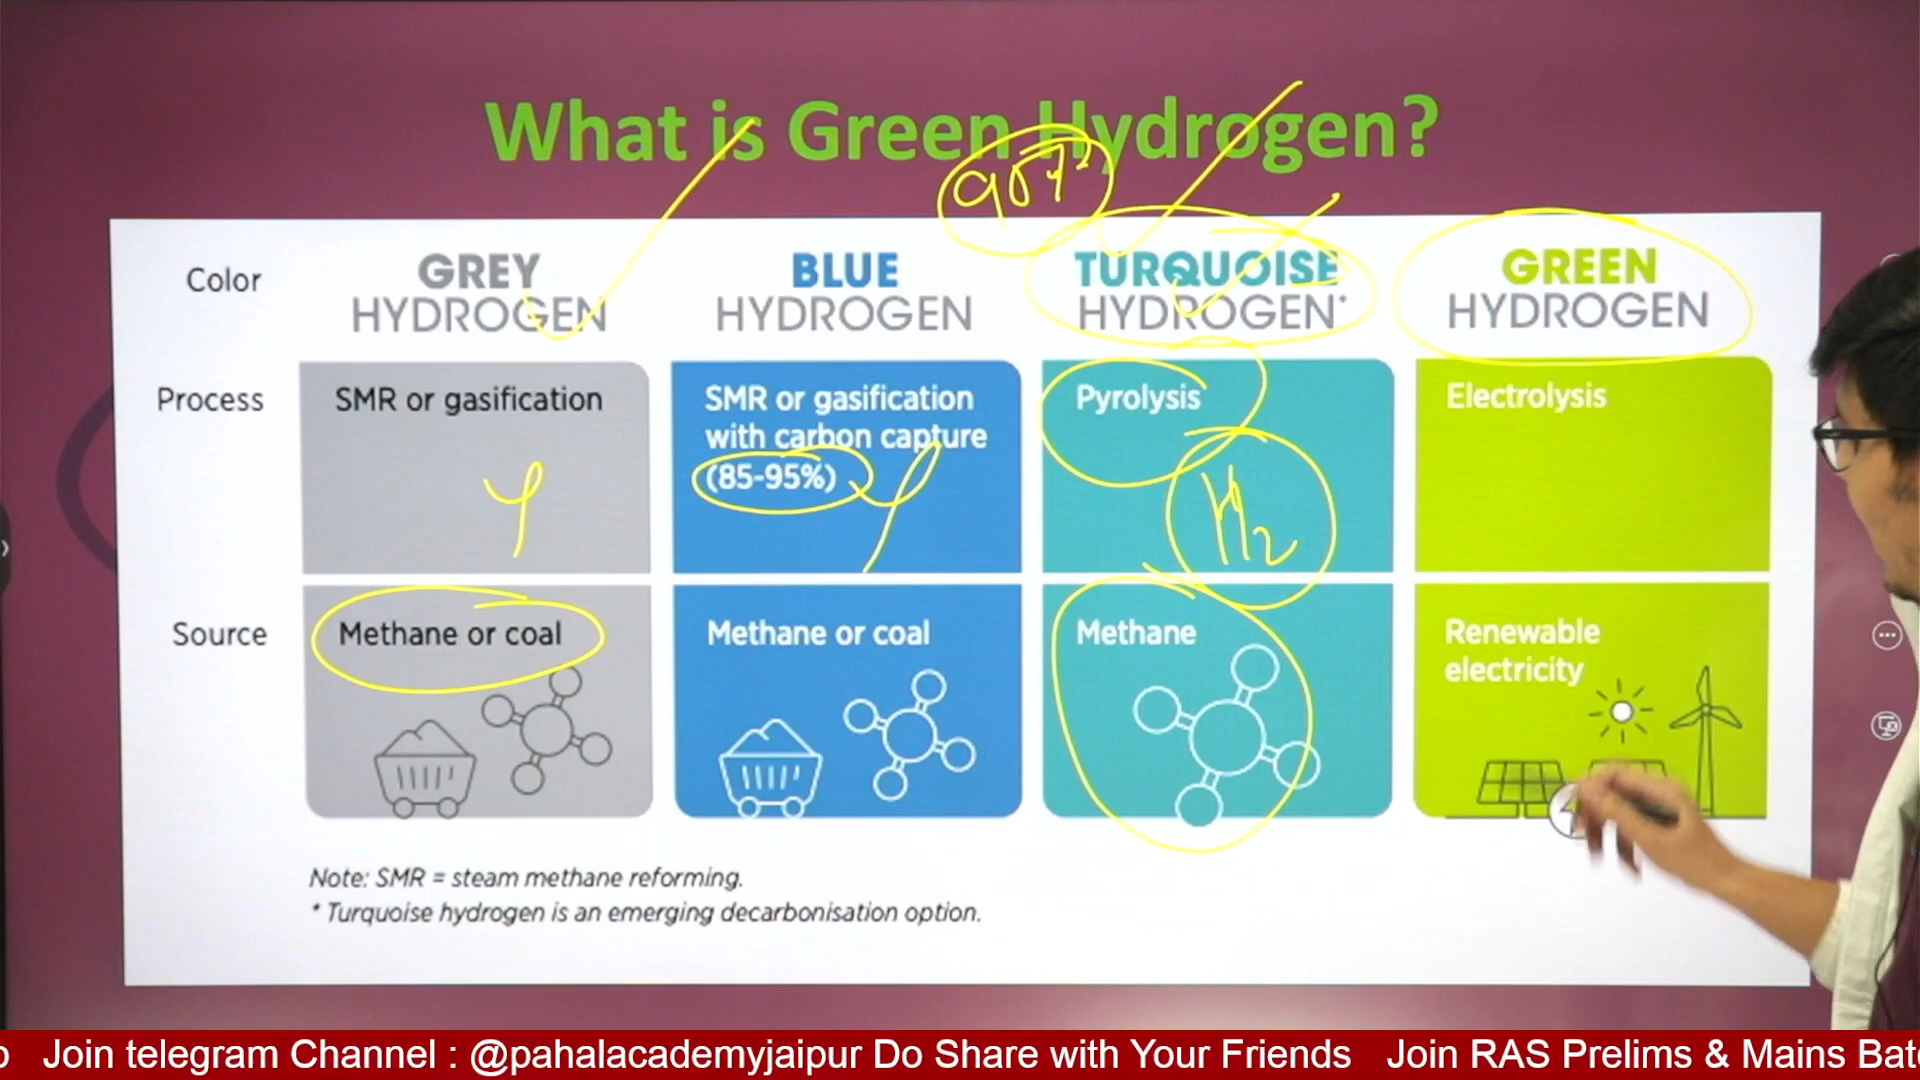 What is Green Hydrogen?
Color
GREY
HYDROGEN
BLUE
HYDROGEN
TURQUOISE
HYDROGEN*
GREEN
HYDROGEN
Process
SMR or gasification
SMR or gasification
with carbon capture
(85-95%)
Pyrolysis
H2
Electrolysis
Source
Methane or coal
Methane or coal
Methane
Renewable
electricity
Note: SMR = steam methane reforming.
* Turquoise hydrogen is an emerging decarbonisation option.
Join telegram Channel : @pahalacademyjaipur Do Share with Your Friends Join RAS Prelims & Mains